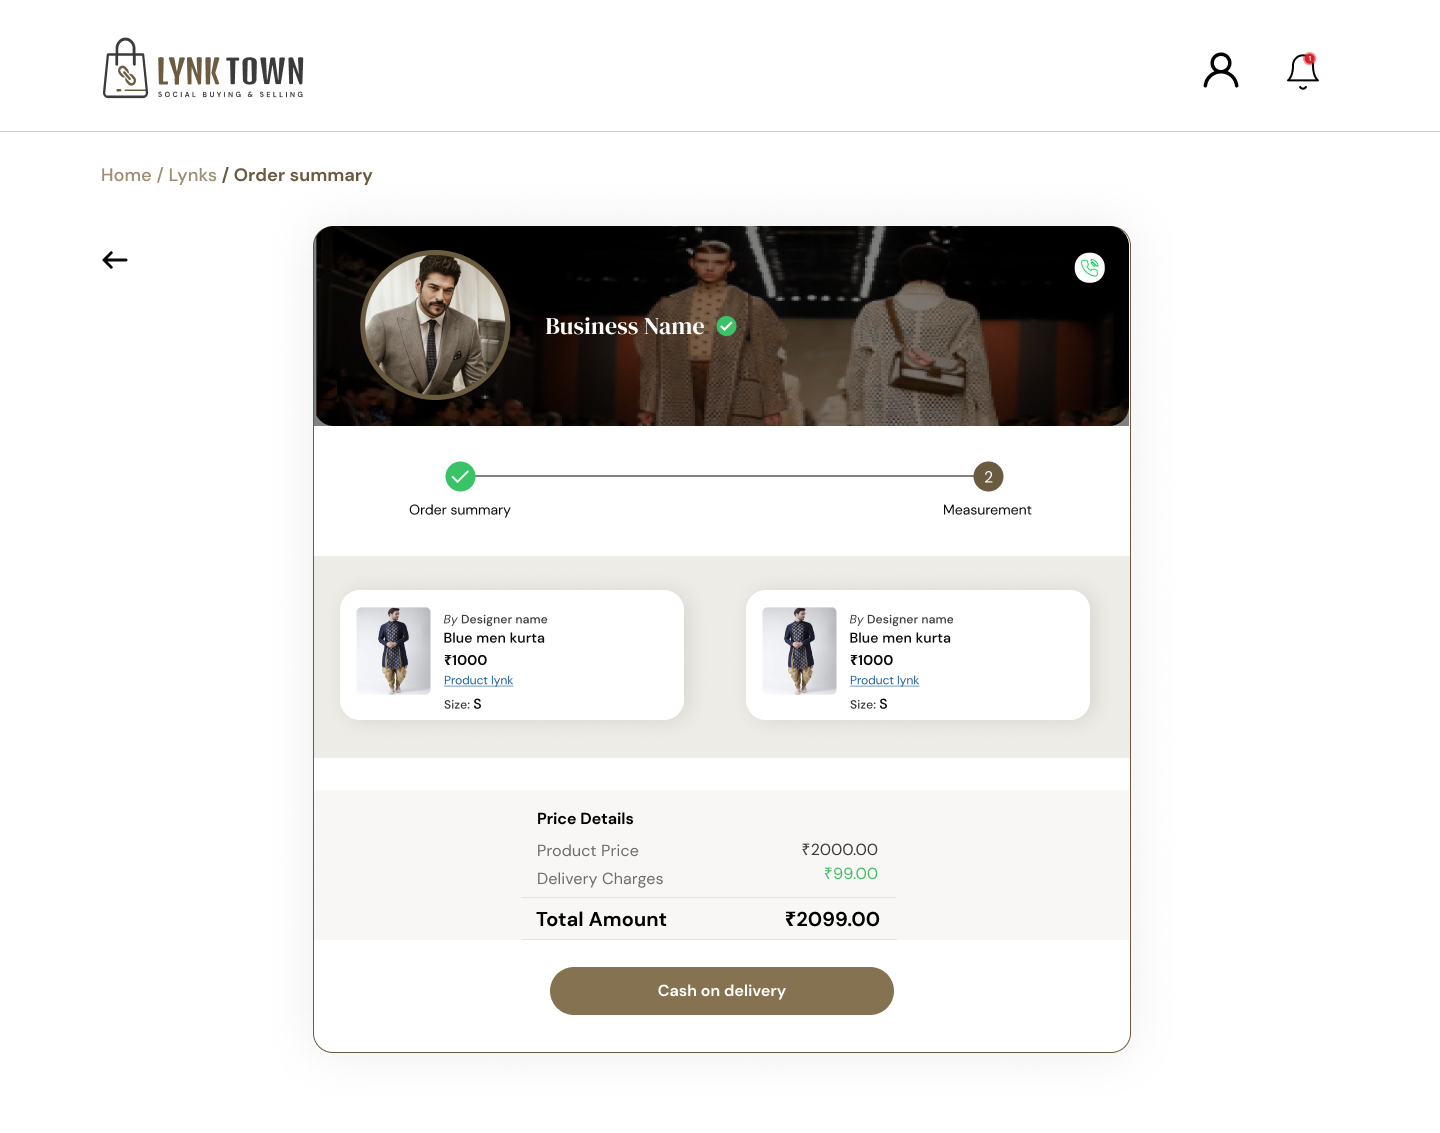 LYNK TOWN
SOCIAL BUYING & SELLING
1
Home / Lynks / Order summary
Business Name
2
Order summary
Measurement
By Designer name
Blue men kurta
₹1000
Product lynk
Size: S
By Designer name
Blue men kurta
₹1000
Product lynk
Size: S
Price Details
Product Price ₹2000.00
Delivery Charges ₹99.00
Total Amount ₹2099.00
Cash on delivery